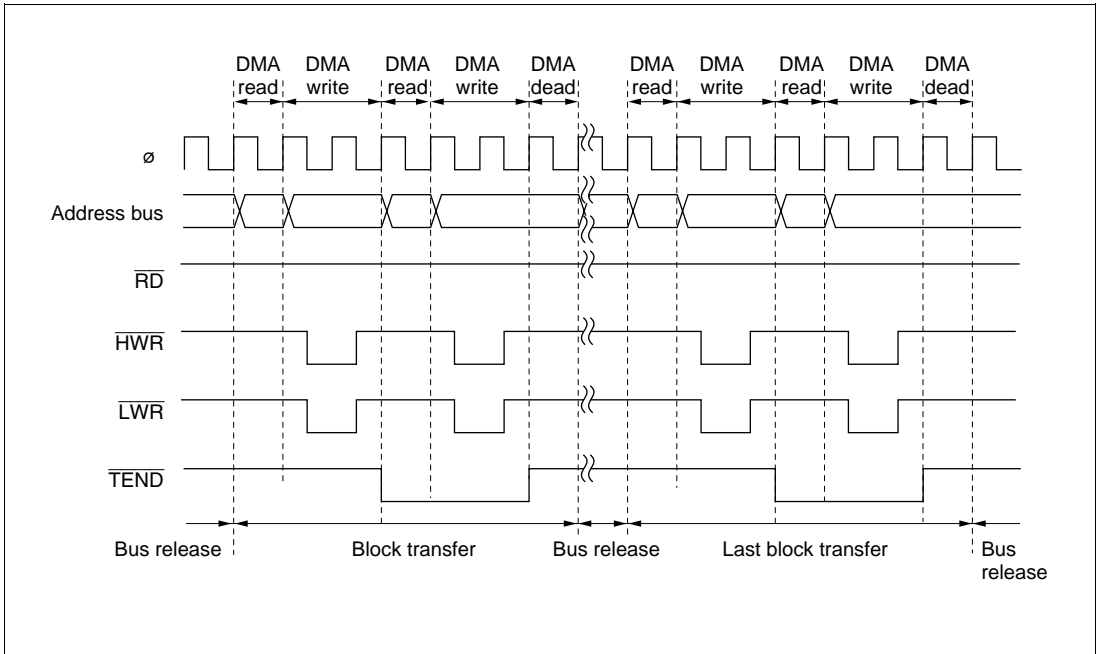 DMA read
DMA write
DMA read
DMA write
DMA dead
DMA read
DMA write
DMA read
DMA write
DMA dead
ø
Address bus
RD
HWR
LWR
TEND
Bus release
Block transfer
Bus release
Last block transfer
Bus release